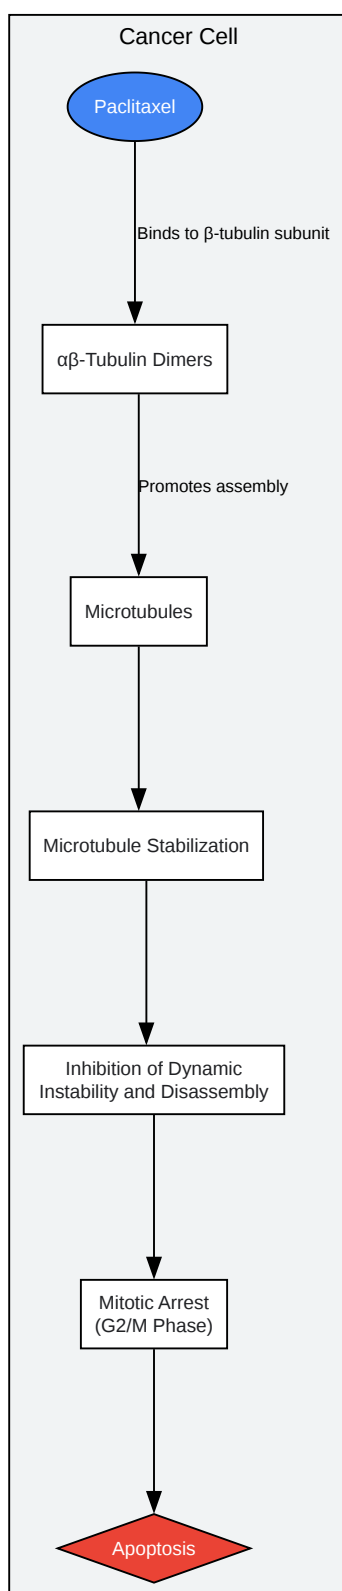 Cancer Cell
Paclitaxel
Binds to β-tubulin subunit
αβ-Tubulin Dimers
Promotes assembly
Microtubules
Microtubule Stabilization
Inhibition of Dynamic
Instability and Disassembly
Mitotic Arrest
(G2/M Phase)
Apoptosis